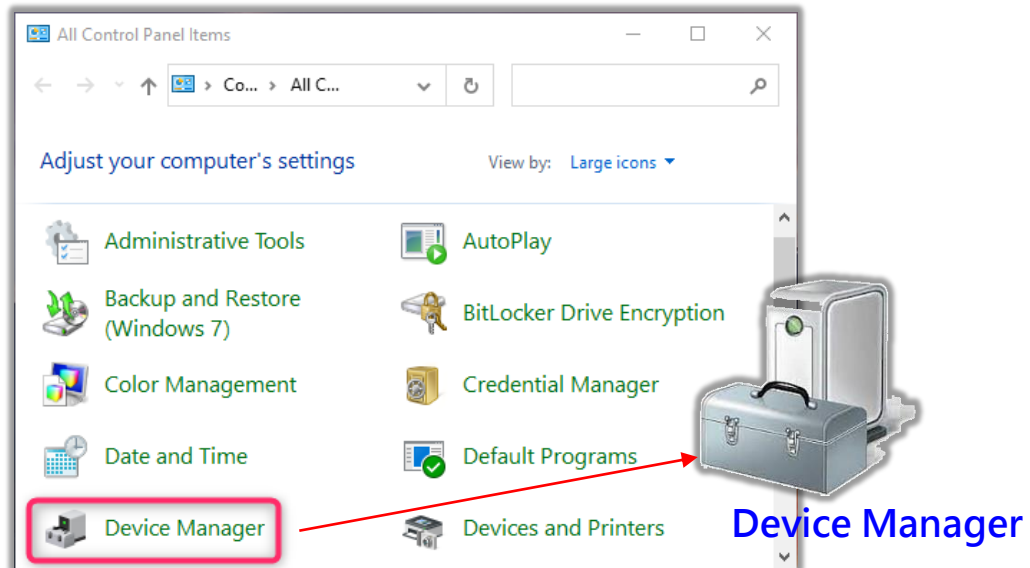 All Control Panel Items
Co... > All C...
Adjust your computer's settings
View by: Large icons
Administrative Tools
AutoPlay
Backup and Restore
(Windows 7)
BitLocker Drive Encryption
Color Management
Credential Manager
Date and Time
Default Programs
Device Manager
Devices and Printers
Device Manager